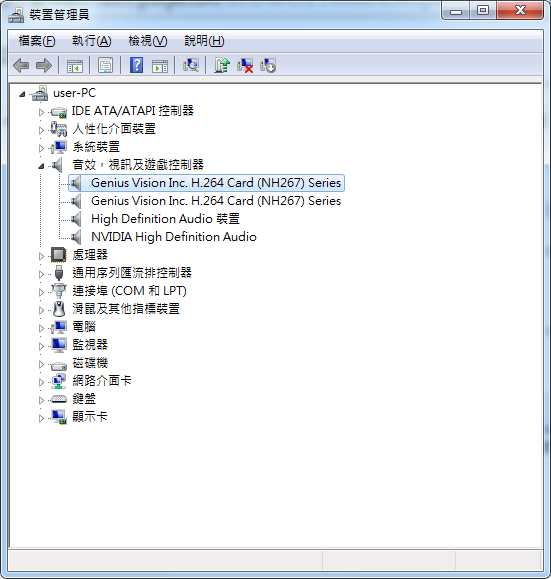 裝置管理員
檔案(F) 執行(A) 檢視(V) 說明(H)
user-PC
IDE ATA/ATAPI 控制器
人性化介面裝置
系統裝置
音效，視訊及遊戲控制器
Genius Vision Inc. H.264 Card (NH267) Series
Genius Vision Inc. H.264 Card (NH267) Series
High Definition Audio 裝置
NVIDIA High Definition Audio
處理器
通用序列匯流排控制器
連接埠 (COM 和 LPT)
滑鼠及其他指標裝置
電腦
監視器
磁碟機
網路介面卡
鍵盤
顯示卡